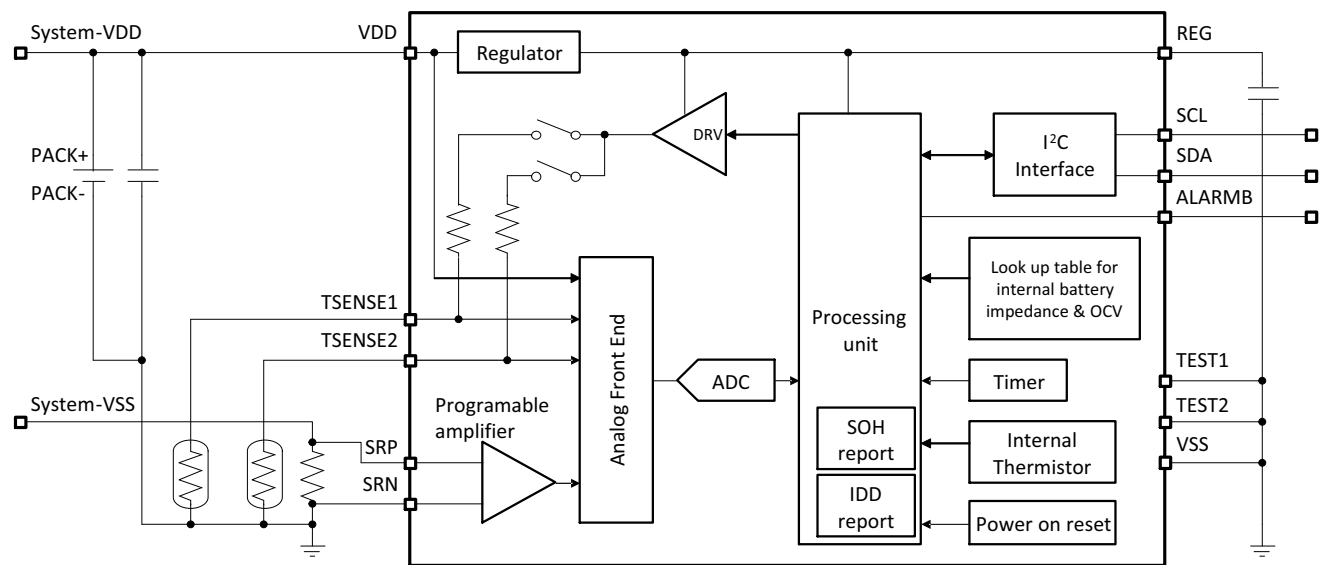 System-VDD
VDD
REG
Regulator
DRV
SCL
I²C
Interface
SDA
PACK+
PACK-
ALARMB
Look up table for
internal battery
impedance & OCV
TSENSE1
TSENSE2
Analog Front End
Processing
unit
ADC
TEST1
Timer
TEST2
System-VSS
Programable
amplifier
SRP
SOH
report
Internal
Thermistor
VSS
SRN
IDD
report
Power on reset